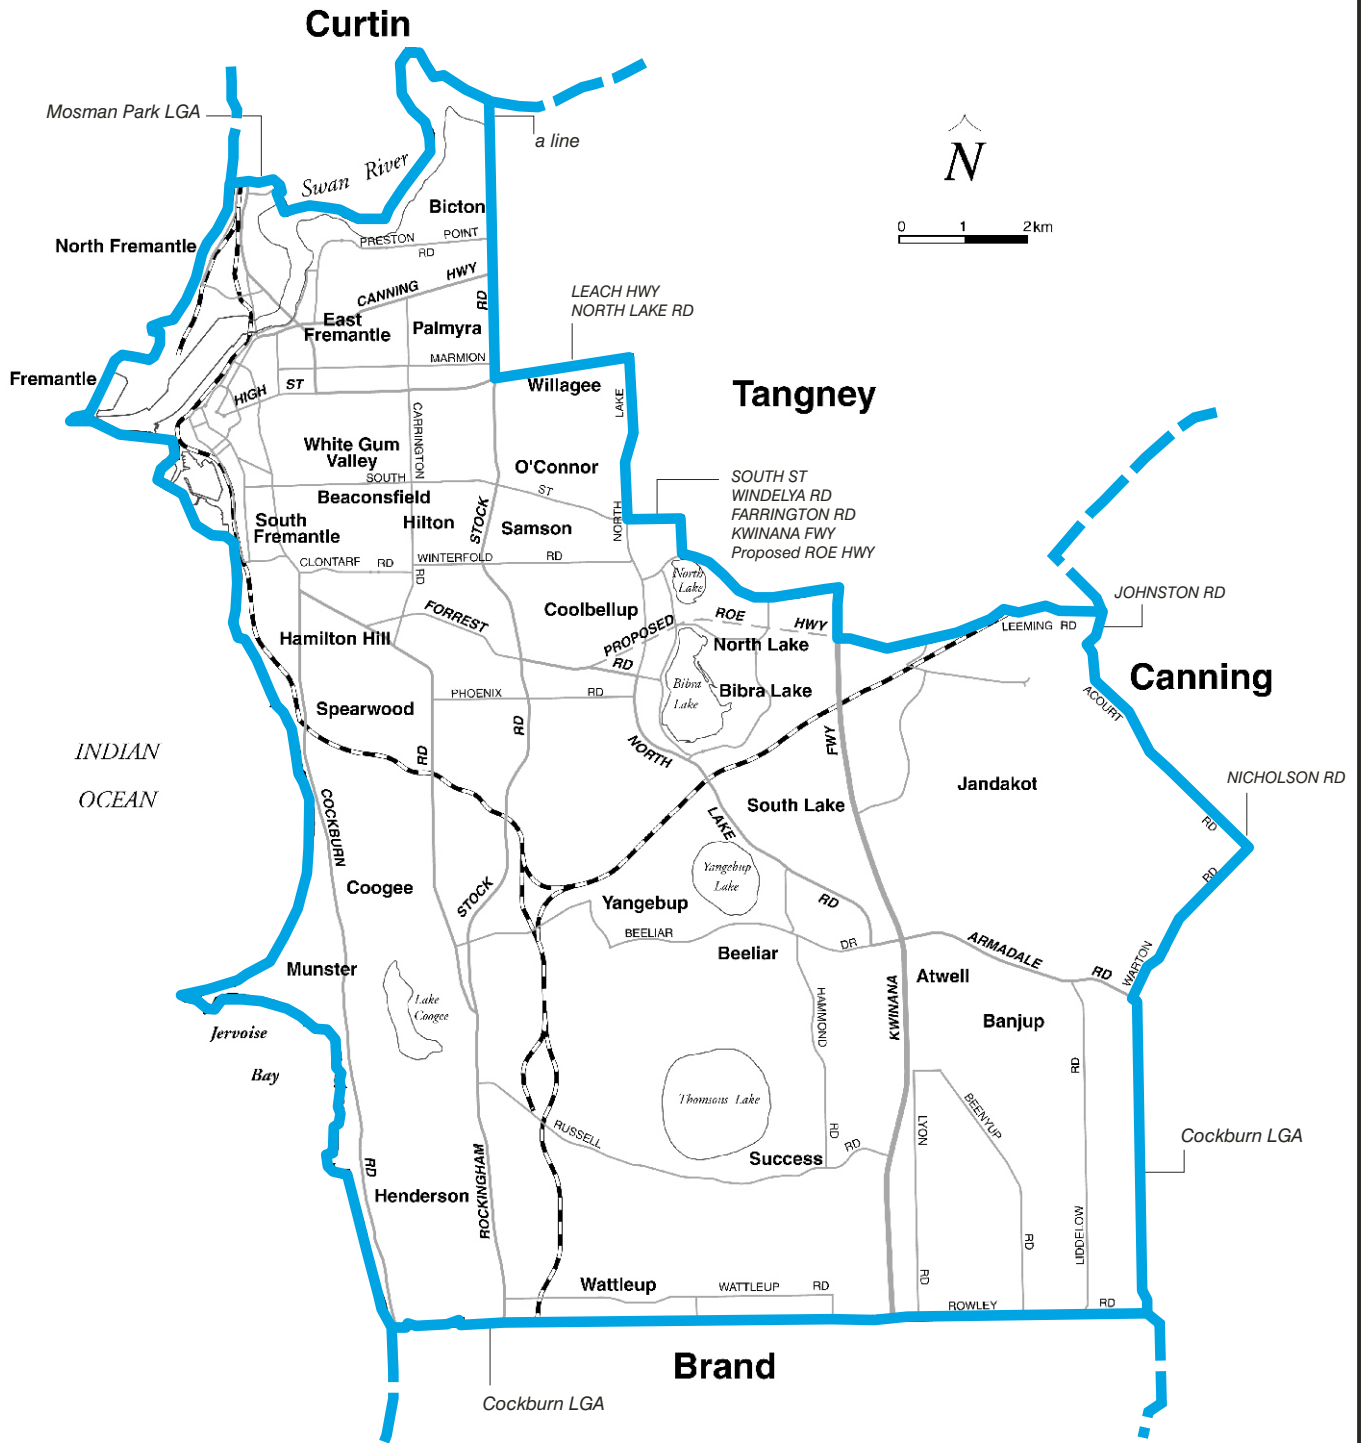 Curtin
Mosman Park LGA
a line
Swan River
N
Bicton
0 1 2 km
North Fremantle
PRESTON
POINT
RD
HWY
CANNING
RD
LEACH HWY
NORTH LAKE RD
East
Fremantle
Palmyra
MARMION
Fremantle
HIGH
ST
Willagee
LAKE
Tangney
CARRINGTON
White Gum
Valley
O'Connor
SOUTH
ST
SOUTH ST
WINDELYA RD
FARRINGTON RD
KWINANA FWY
Proposed ROE HWY
Beaconsfield
STOCK
NORTH
South
Fremantle
Hilton
Samson
CLONTARF RD
WINTERFOLD
RD
RD
North
Lake
JOHNSTON RD
Coolbellup
FORREST
PROPOSED
ROE
HWY
LEEMING RD
Hamilton Hill
North Lake
RD
Canning
Bibra
Lake
Bibra Lake
PHOENIX
RD
ACOURT
Spearwood
RD
RD
NORTH
FWY
INDIAN
OCEAN
NICHOLSON RD
Jandakot
COCKBURN
South Lake
LAKE
RD
Coogee
STOCK
Yangebup
Lake
RD
Yangebup
RD
BEELIAR
DR
ARMADALE
RD
WARTON
Beeliar
Munster
Atwell
Lake
Coogee
HAMMOND
KWINANA
Banjup
Jervoise
Bay
RD
Thomsons Lake
LYON
BEENYUP
RUSSELL
RD
RD
Success
Cockburn LGA
RD
Henderson
ROCKINGHAM
LIDDELOW
RD
RD
Wattleup
WATTLEUP
RD
ROWLEY
RD
Brand
Cockburn LGA